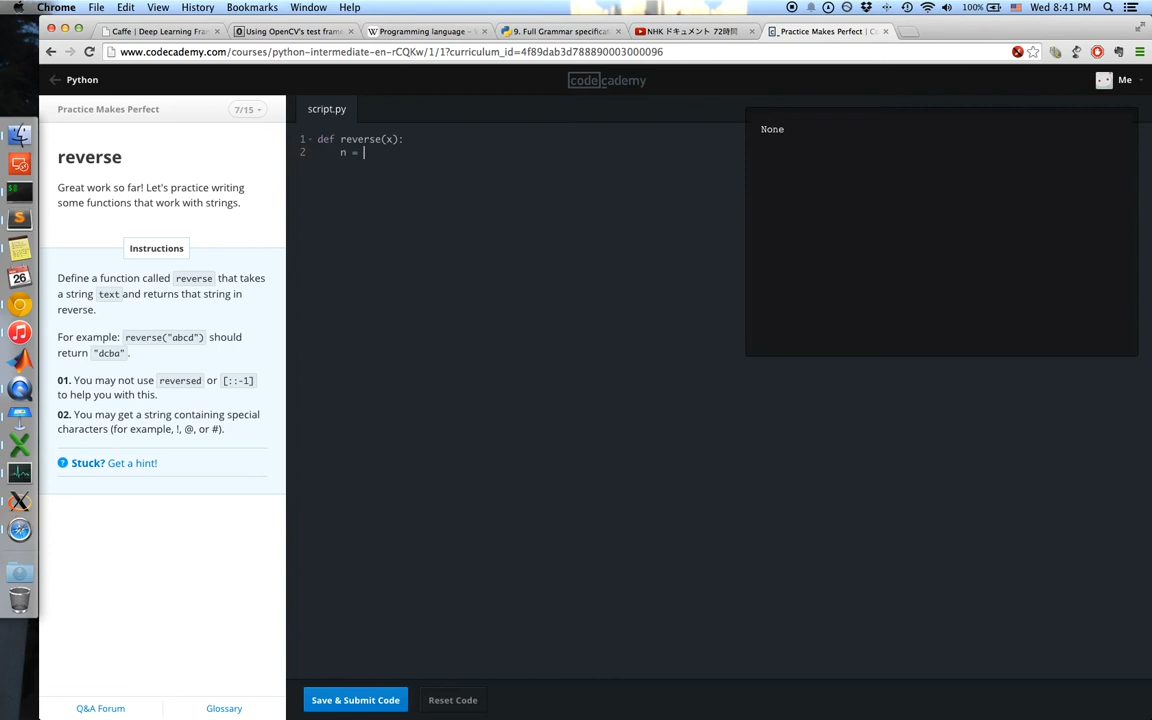 Chrome File Edit View History Bookmarks Window Help
100% Wed 8:41 PM
Caffe | Deep Learning Fram
Using OpenCV's test frame
Programming language -
9. Full Grammar specificat
NHK ドキュメント 72時間
_Practice Makes Perfect | Co
www.codecademy.com/courses/python-intermediate-en-rCQKw/1/1?curriculum_id=4f89dab3d788890003000096
Python
codecademy
Me
Practice Makes Perfect
7/15
script.py
reverse
Great work so far! Let's practice writing
some functions that work with strings.
Instructions
Define a function called reverse that takes
a string text and returns that string in
reverse.
For example: reverse("abcd") should
return "dcba".
01. You may not use reversed or [::-1]
to help you with this.
02. You may get a string containing special
characters (for example, !, @, or #).
? Stuck? Get a hint!
Q&A Forum
Glossary
1 def reverse(x):
2 n =
None
Save & Submit Code
Reset Code
26